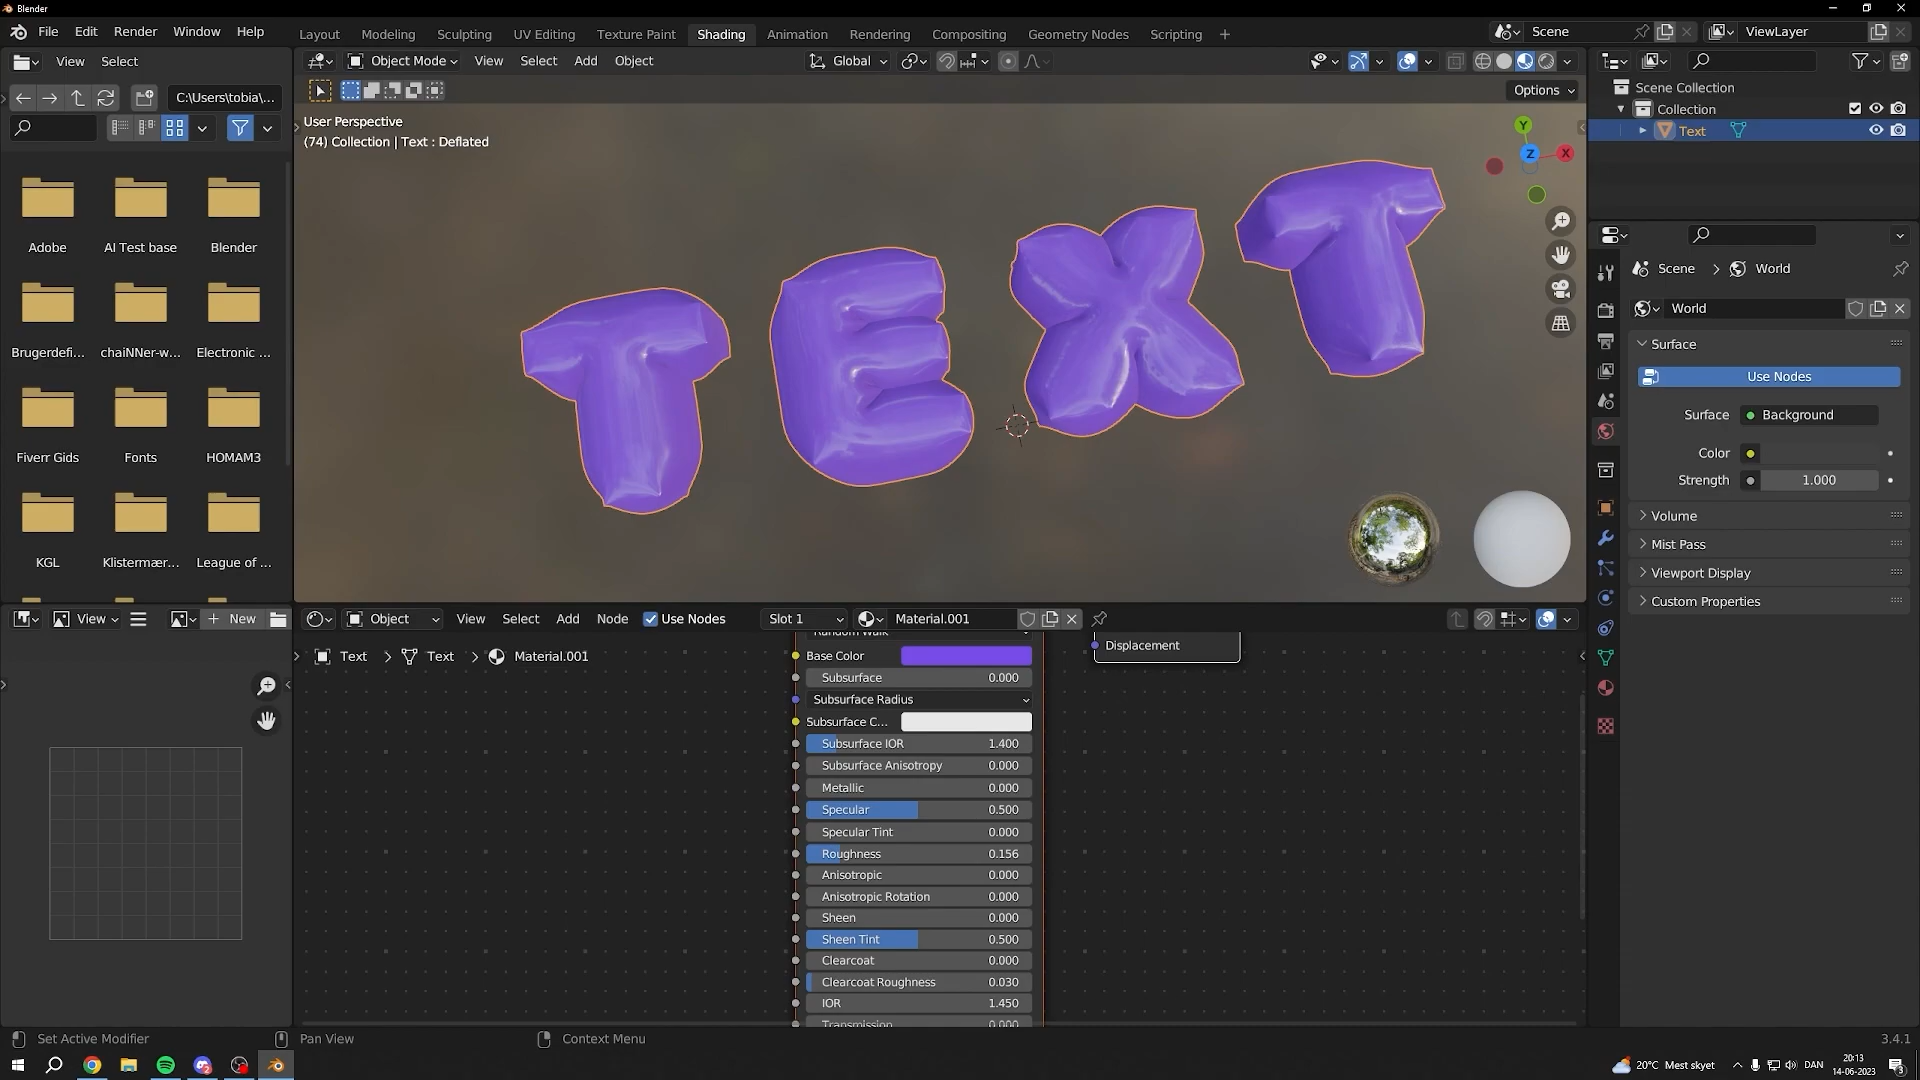 Blender
File Edit Render Window Help
Layout Modeling Sculpting UV Editing Texture Paint Shading Animation Rendering Compositing Geometry Nodes Scripting
Scene
ViewLayer
View Select
Object Mode View Select Add Object
Global
C:\Users\tobia\...
Options
User Perspective
(74) Collection | Text : Deflated
Y
Z
X
TEXT
Adobe
AI Test base
Blender
Brugerdefi...
chaiNNer-w...
Electronic ...
Fiverr Gids
Fonts
HOMAM3
KGL
Klistermær...
League of ...
Scene Collection
Collection
Text
Scene
World
World
Surface
Use Nodes
Surface
Background
Color
Strength
1.000
Volume
Mist Pass
Viewport Display
Custom Properties
View
New
Object
View Select Add Node
Use Nodes
Slot 1
Material.001
Text
Text
Material.001
Random Walk
Base Color
Subsurface 0.000
Subsurface Radius
Subsurface C...
Subsurface IOR 1.400
Subsurface Anisotropy 0.000
Metallic 0.000
Specular 0.500
Specular Tint 0.000
Roughness 0.156
Anisotropic 0.000
Anisotropic Rotation 0.000
Sheen 0.000
Sheen Tint 0.500
Clearcoat 0.000
Clearcoat Roughness 0.030
IOR 1.450
Transmission 0.000
Displacement
Set Active Modifier
Pan View
Context Menu
3.4.1
20°C Mest skyet
DAN
20:13
14-06-2023
3